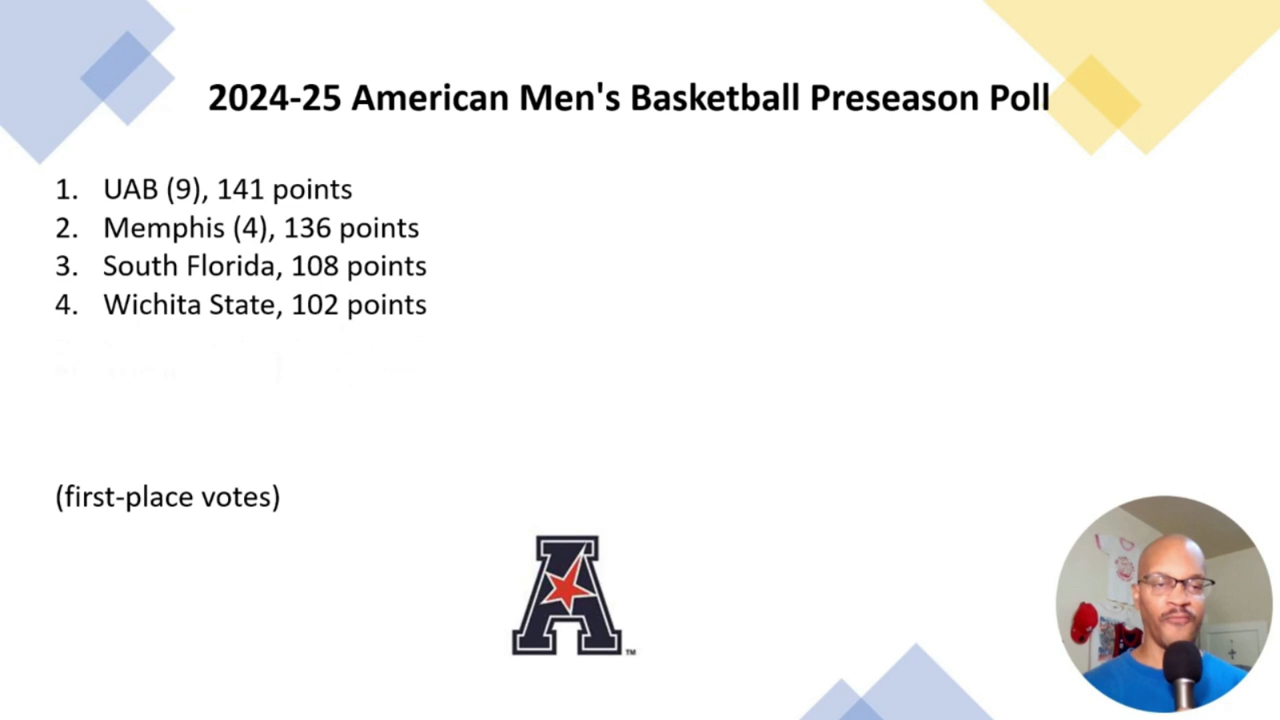 2024-25 American Men's Basketball Preseason Poll
1. UAB (9), 141 points
2. Memphis (4), 136 points
3. South Florida, 108 points
4. Wichita State, 102 points
(first-place votes)
A
TM